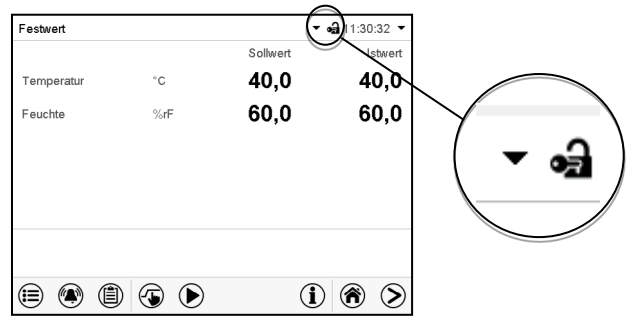 Festwert 11:30:32
Sollwert Istwert
Temperatur °C 40,0 40,0
Feuchte %rF 60,0 60,0